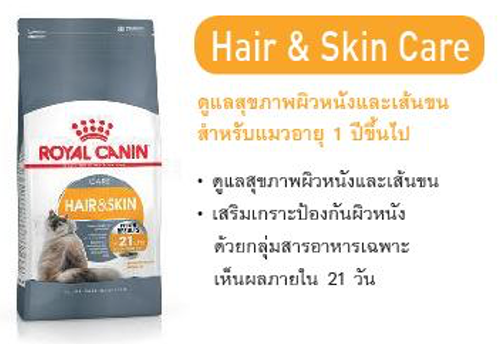 Hair & Skin Care
ดูแลสุขภาพผิวหนังและเส้นขน
สำหรับแมวอายุ 1 ปีขึ้นไป
• ดูแลสุขภาพผิวหนังและเส้นขน
• เสริมเกราะป้องกันผิวหนัง
ด้วยกลุ่มสารอาหารเฉพาะ
เห็นผลภายใน 21 วัน
ROYAL CANIN
CARE
HAIR&SKIN
21